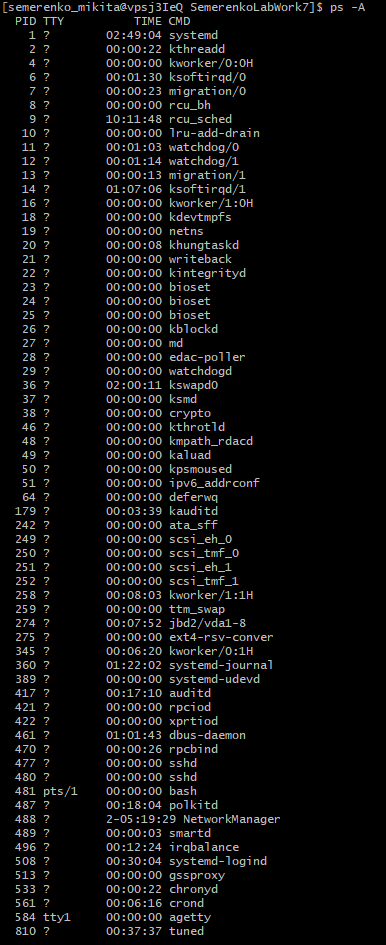 [semerenko_mikita@vpsj3IeQ SemerenkoLabWork7]$ ps -A
PID TTY TIME CMD
1 ? 02:49:04 systemd
2 ? 00:00:22 kthreadd
4 ? 00:00:00 kworker/0:0H
6 ? 00:01:30 ksoftirqd/0
7 ? 00:00:23 migration/0
8 ? 00:00:00 rcu_bh
9 ? 10:11:48 rcu_sched
10 ? 00:00:00 lru-add-drain
11 ? 00:01:03 watchdog/0
12 ? 00:01:14 watchdog/1
13 ? 00:00:13 migration/1
14 ? 01:07:06 ksoftirqd/1
16 ? 00:00:00 kworker/1:0H
18 ? 00:00:00 kdevtmpfs
19 ? 00:00:00 netns
20 ? 00:00:08 khungtaskd
21 ? 00:00:00 writeback
22 ? 00:00:00 kintegrityd
23 ? 00:00:00 bioset
24 ? 00:00:00 bioset
25 ? 00:00:00 bioset
26 ? 00:00:00 kblockd
27 ? 00:00:00 md
28 ? 00:00:00 edac-poller
29 ? 00:00:00 watchdogd
36 ? 02:00:11 kswapd0
37 ? 00:00:00 ksmd
38 ? 00:00:00 crypto
46 ? 00:00:00 kthrotld
48 ? 00:00:00 kmpath_rdacd
49 ? 00:00:00 kaluad
50 ? 00:00:00 kpsmoused
51 ? 00:00:00 ipv6_addrconf
64 ? 00:00:00 deferwq
179 ? 00:03:39 kauditd
242 ? 00:00:00 ata_sff
249 ? 00:00:00 scsi_eh_0
250 ? 00:00:00 scsi_tmf_0
251 ? 00:00:00 scsi_eh_1
252 ? 00:00:00 scsi_tmf_1
258 ? 00:08:03 kworker/1:1H
259 ? 00:00:00 ttm_swap
274 ? 00:07:52 jbd2/vda1-8
275 ? 00:00:00 ext4-rsv-conver
345 ? 00:06:20 kworker/0:1H
360 ? 01:22:02 systemd-journal
389 ? 00:00:00 systemd-udevd
417 ? 00:17:10 auditd
421 ? 00:00:00 rpciod
422 ? 00:00:00 xprtiod
461 ? 01:01:43 dbus-daemon
470 ? 00:00:26 rpcbind
477 ? 00:00:00 sshd
480 ? 00:00:00 sshd
481 pts/1 00:00:00 bash
487 ? 00:18:04 polkitd
488 ? 2-05:19:29 NetworkManager
489 ? 00:00:03 smartd
496 ? 00:12:24 irqbalance
508 ? 00:30:04 systemd-logind
513 ? 00:00:00 gssproxy
533 ? 00:00:22 chronyd
561 ? 00:06:16 crond
584 tty1 00:00:00 agetty
810 ? 00:37:37 tuned